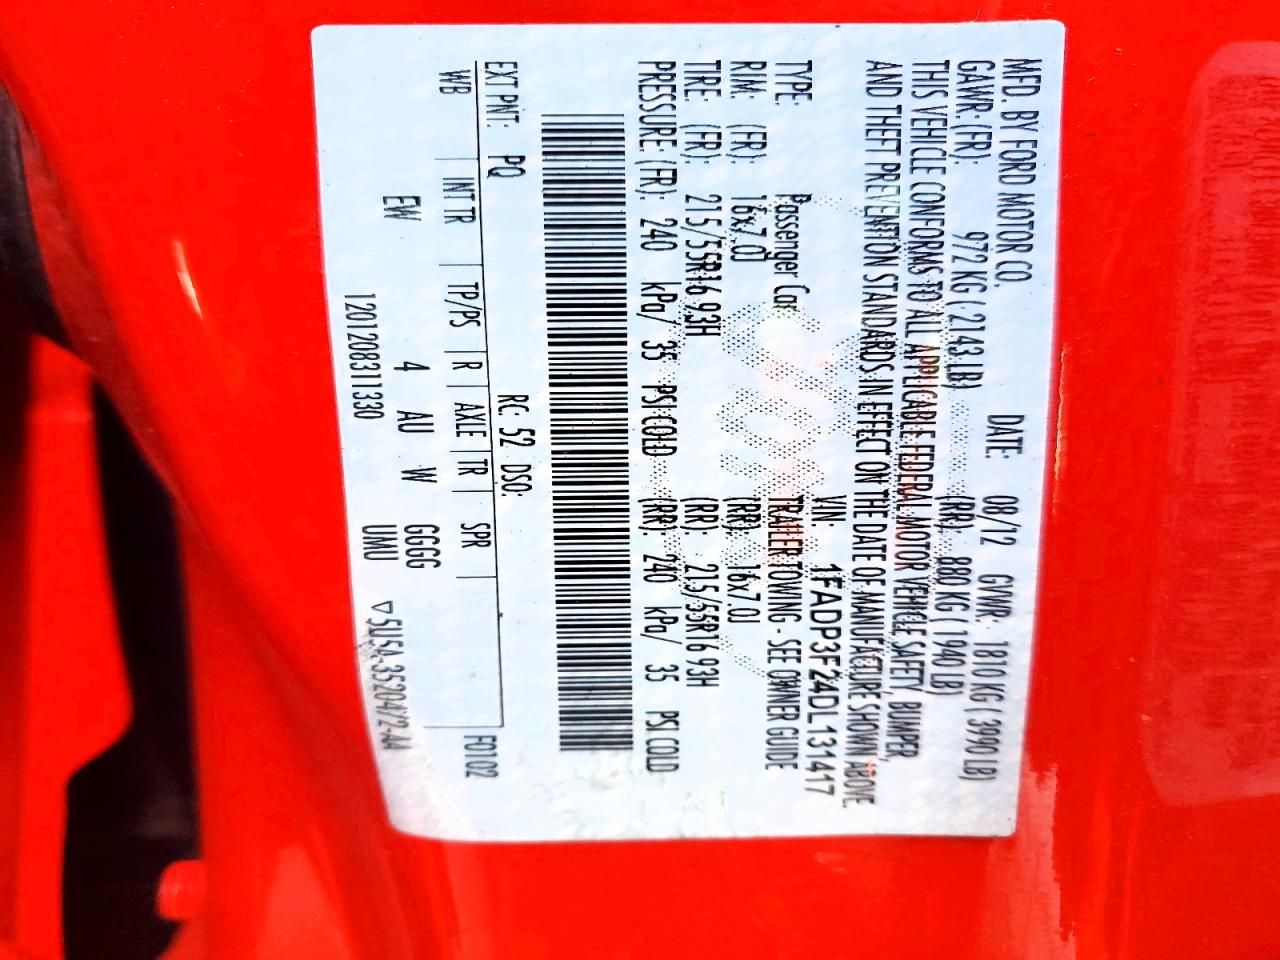 MFD. BY FORD MOTOR CO.
DATE: 08/12 GVWR: 1810 KG ( 3990 LB)
GAWR: (FR): 972 KG ( 2143 LB) (RR): 880 KG ( 1940 LB)
THIS VEHICLE CONFORMS TO ALL APPLICABLE FEDERAL MOTOR VEHICLE SAFETY, BUMPER,
AND THEFT PREVENTION STANDARDS IN EFFECT ON THE DATE OF MANUFACTURE SHOWN ABOVE.
VIN: 1FADP3F24DL131417
TYPE: Passenger Car TRAILER TOWING - SEE OWNER GUIDE
RIM: (FR): 16x7.0J (RR): 16x7.0J
TIRE: (FR): 215/55R16 93H (RR): 215/55R16 93H
PRESSURE: (FR): 240 kPa/ 35 PSI COLD (RR): 240 kPa/ 35 PSI COLD
EXT PNT: PQ RC: 52 DSO: F0102
WB INT TR TP/PS R AXLE TR SPR
EW 4 AU W GGGG
UMU
1201208311330 ▽5U5A-3520472-AA